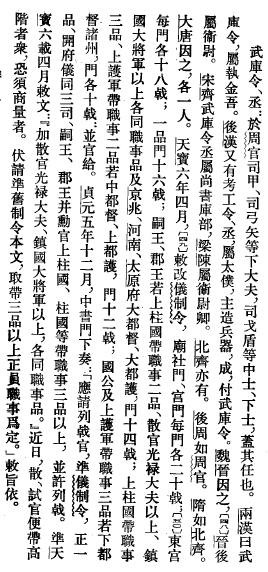 武庫令、丞:於周官司甲、司弓矢等下大夫,司戈盾等中士、下士,蓋其任也。兩漢曰武
庫令,屬執金吾。後漢又有考工令、丞,屬太僕,主造兵器,成,付武庫令。魏晉因之,〔四八〕晉後
屬衛尉。宋齊武庫令、丞屬尚書庫部,梁陳屬衛尉卿。北齊亦有。後周如周官。隋如北齊。
大唐因之,各一人。天寶六年四月,〔四九〕敕改儀制令,廟社門、宮門每門各二十戟,〔五〇〕東宮
每門各十八戟;一品門十六戟;嗣王、郡王若上柱國帶職事二品、散官光祿大夫以上、鎮
國大將軍以上各同職事品及京兆、河南、太原府大都督、大都護,門十四戟;上柱國帶職事
三品、上護軍帶職事二品若中都督、上都護,門十二戟;國公及上護軍帶職事三品若下都
督諸州,門各十戟:並官給。貞元五年十二月,中書門下奏:「應請列戟官,準儀制令,正一
品、開府儀同三司、嗣王、郡王并勳官上柱國、柱國等帶職事三品以上,並許列戟。準天
寶六載四月敕文『加散官光祿大夫、鎮國大將軍以上,各同職事品。』近日,散、試官便帶高
階者衆,恐須商量者。伏請準舊制令本文,取帶三品以上正員職事爲定。」敕旨依。